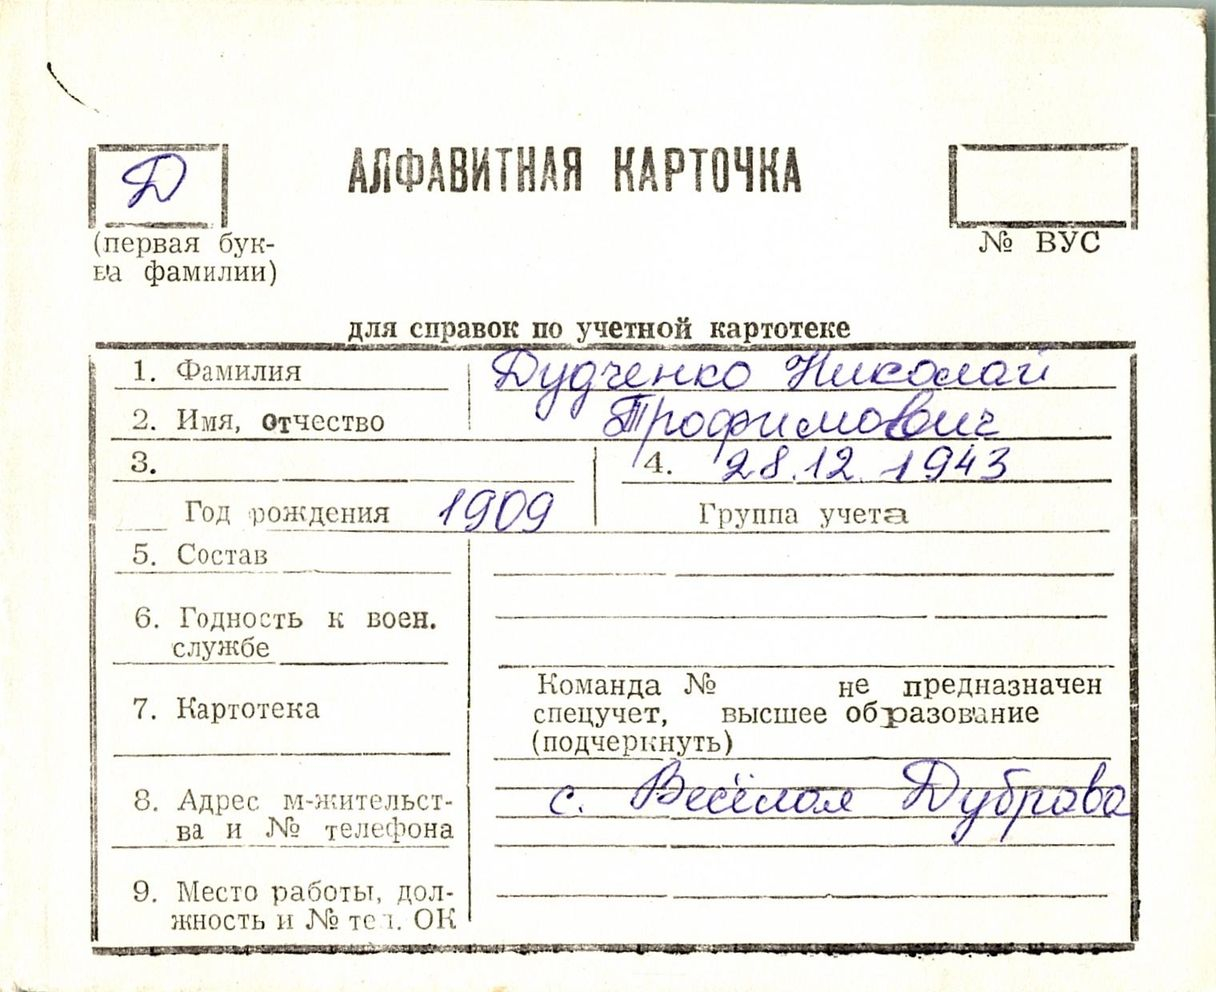 Д
АЛФАВИТНАЯ КАРТОЧКА
(первая бук-
ва фамилии)
№ ВУС
для справок по учетной картотеке
1. Фамилия Дудченко Николай
2. Имя, отчество Трофимович
3. 4. 28.12.1943
Год рождения 1909 Группа учета
5. Состав
6. Годность к воен.
службе
Команда № не предназначен
7. Картотека спецучет, высшее образование
(подчеркнуть)
8. Адрес м-жительст- с. Весёлая Дуброва
ва и № телефона
9. Место работы, дол-
жность и № тел. ОК